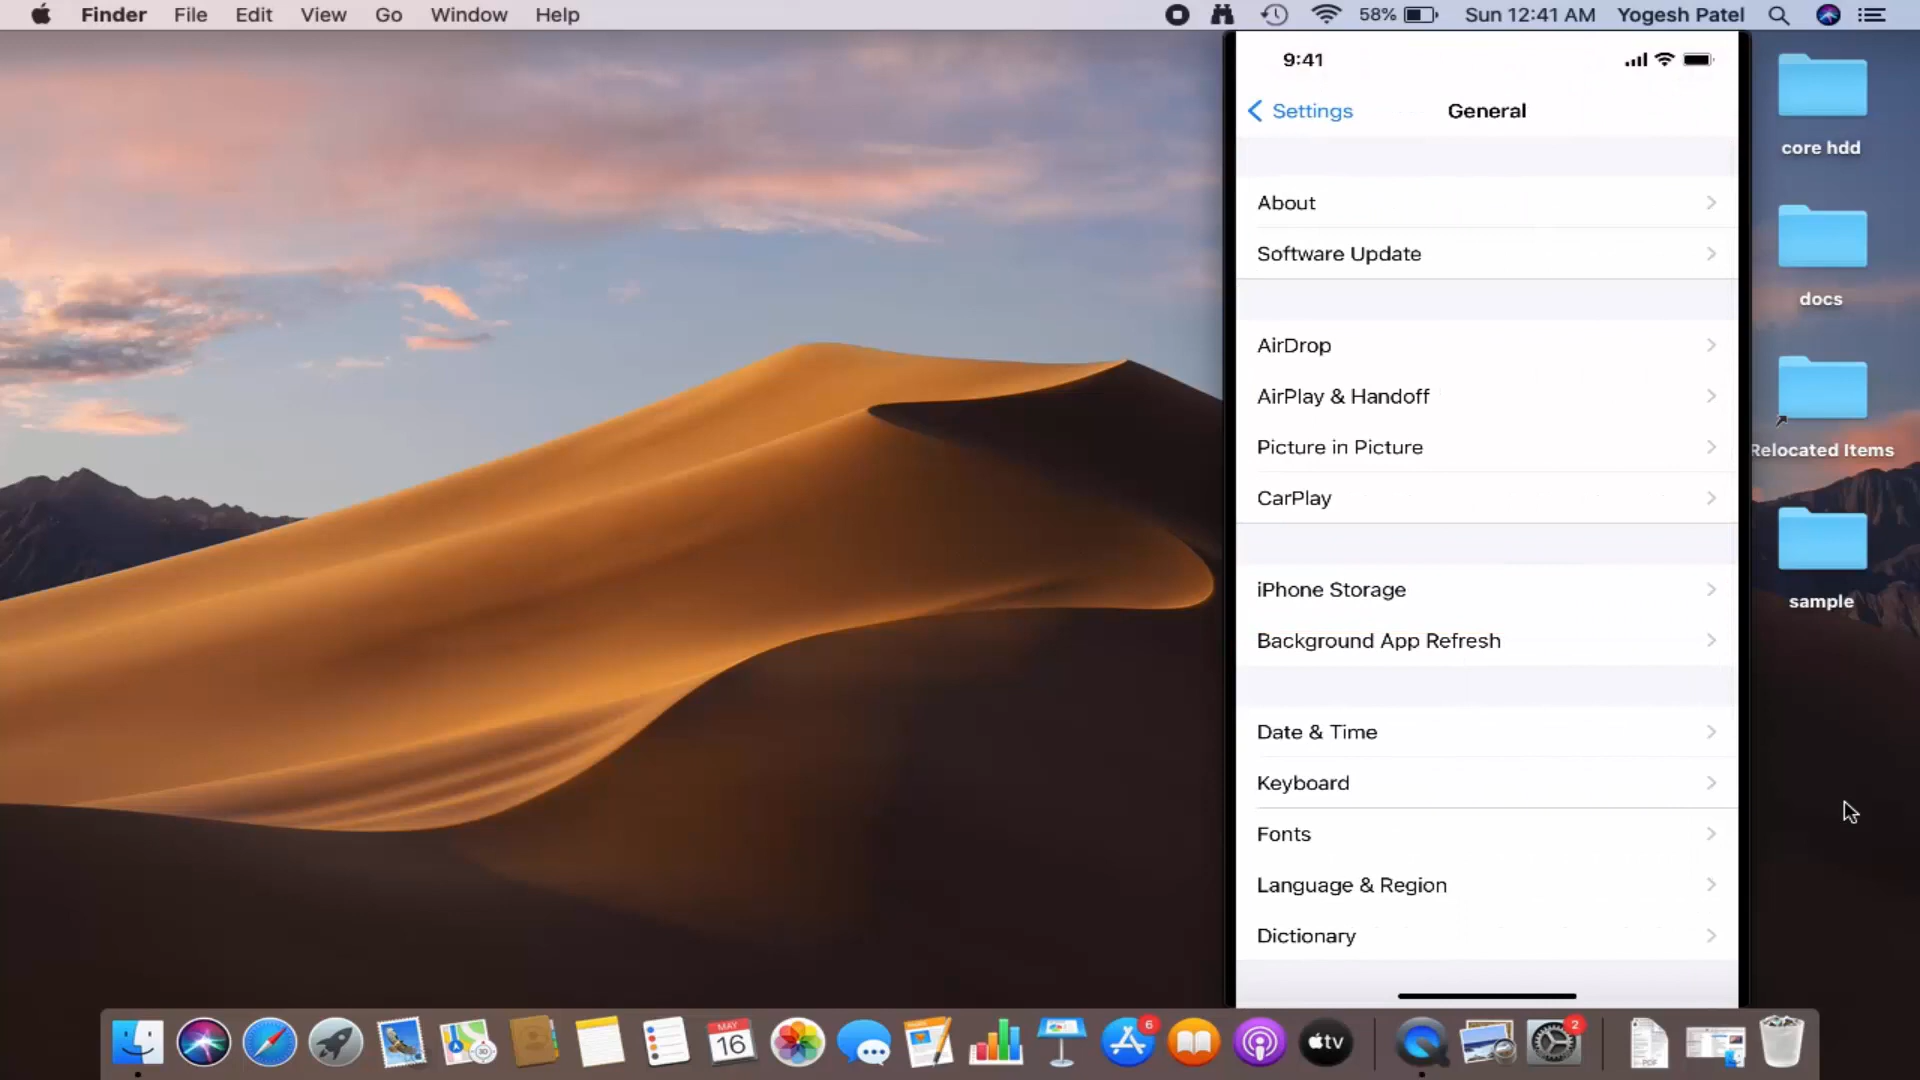 Finder File Edit View Go Window Help 58% Sun 12:41 AM Yogesh Patel
9:41
Settings General
About
Software Update
AirDrop
AirPlay & Handoff
Picture in Picture
CarPlay
iPhone Storage
Background App Refresh
Date & Time
Keyboard
Fonts
Language & Region
Dictionary
core hdd
docs
Relocated Items
sample
MAY
16
6
tv
2
PDF